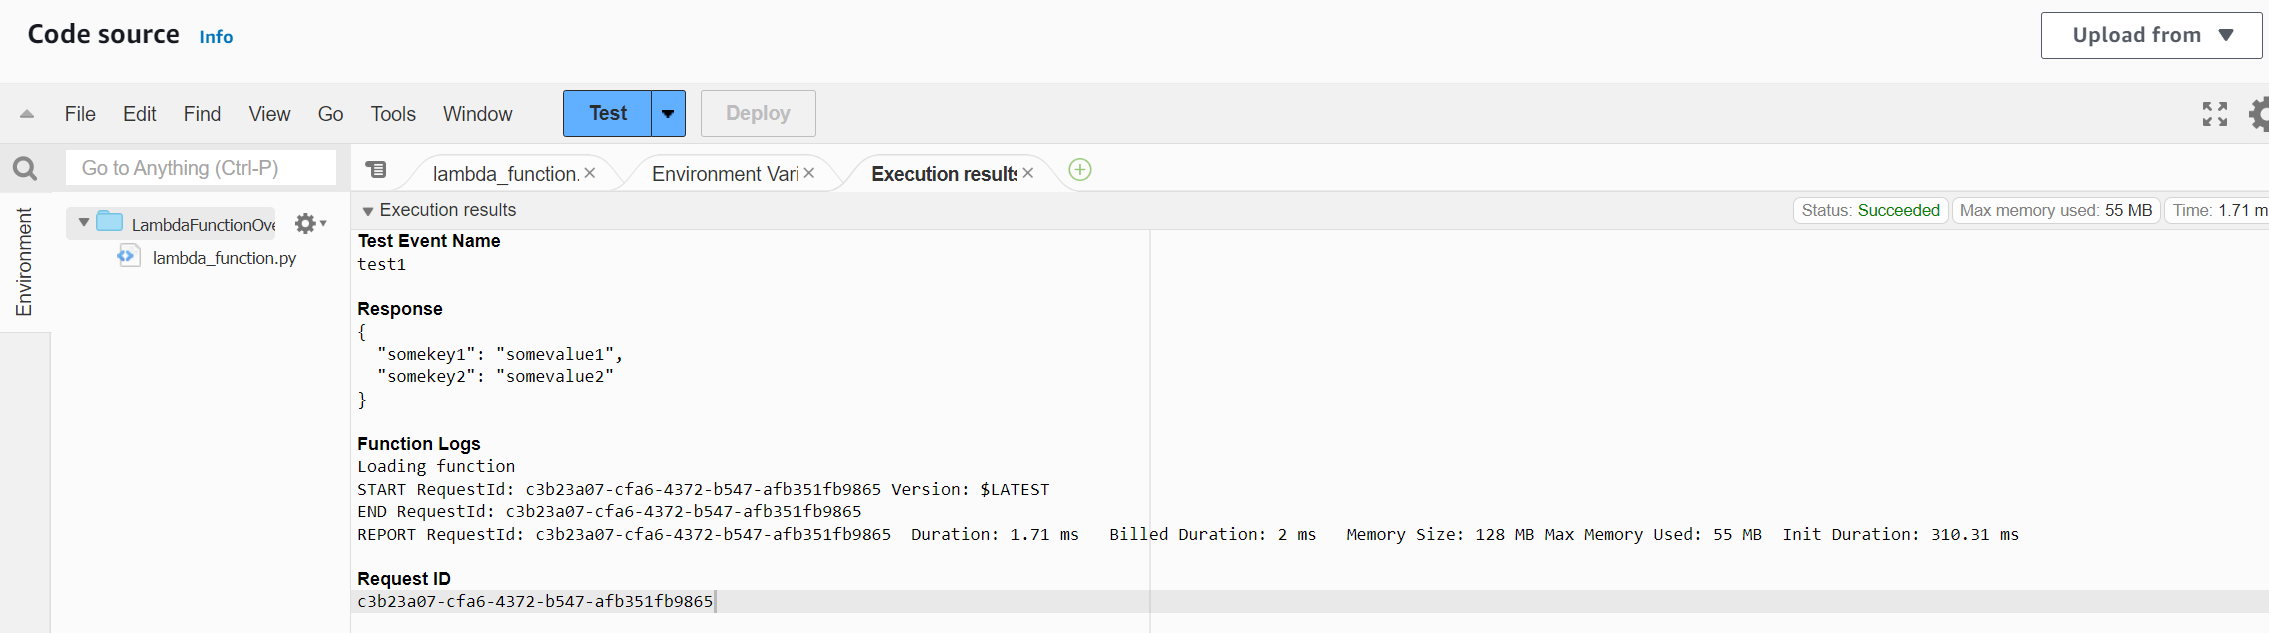 Code source Info
Upload from
File Edit Find View Go Tools Window Test Deploy
Go to Anything (Ctrl-P)
lambda_function. Environment Vari Execution results
Environment
LambdaFunctionOve
lambda_function.py
Execution results
Status: Succeeded Max memory used: 55 MB Time: 1.71 m
Test Event Name
test1
Response
{
"somekey1": "somevalue1",
"somekey2": "somevalue2"
}
Function Logs
Loading function
START RequestId: c3b23a07-cfa6-4372-b547-afb351fb9865 Version: $LATEST
END RequestId: c3b23a07-cfa6-4372-b547-afb351fb9865
REPORT RequestId: c3b23a07-cfa6-4372-b547-afb351fb9865 Duration: 1.71 ms Billed Duration: 2 ms Memory Size: 128 MB Max Memory Used: 55 MB Init Duration: 310.31 ms
Request ID
c3b23a07-cfa6-4372-b547-afb351fb9865